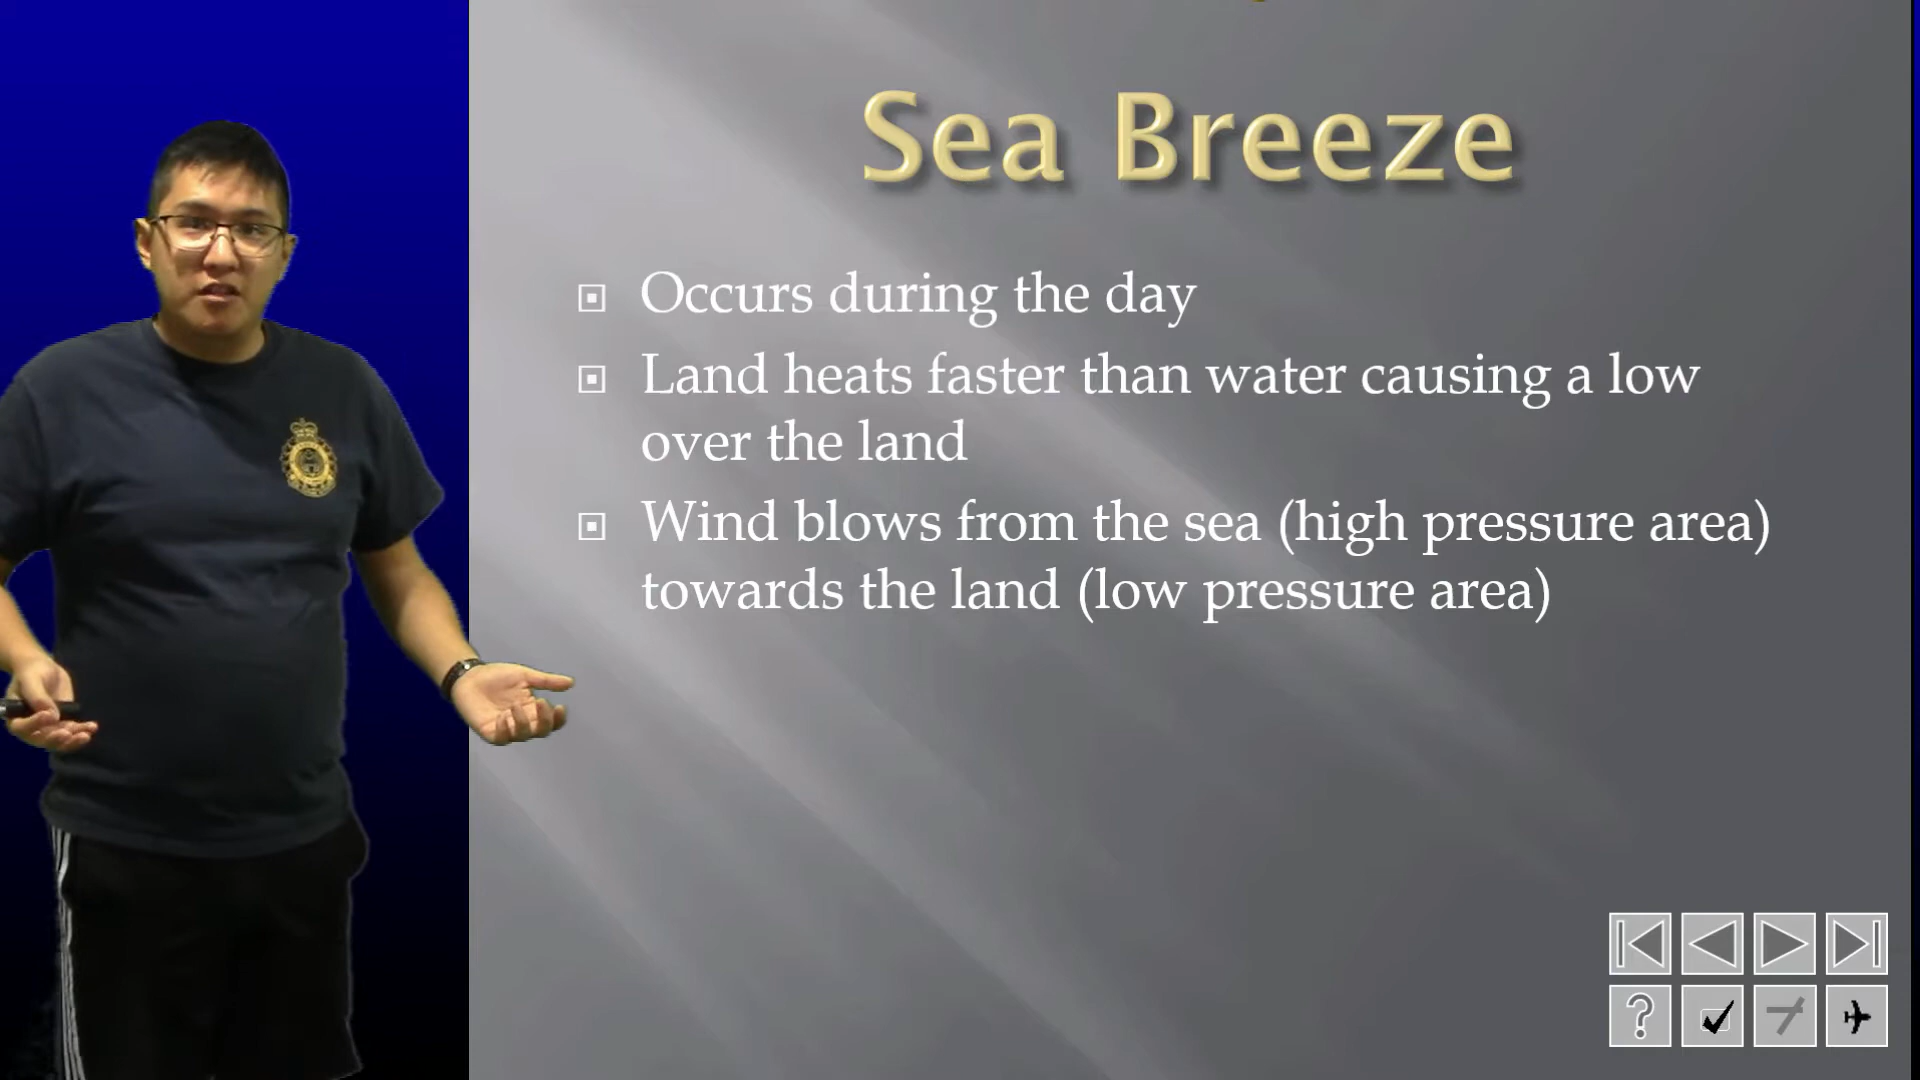 Sea Breeze
Occurs during the day
Land heats faster than water causing a low
over the land
Wind blows from the sea (high pressure area)
towards the land (low pressure area)
?